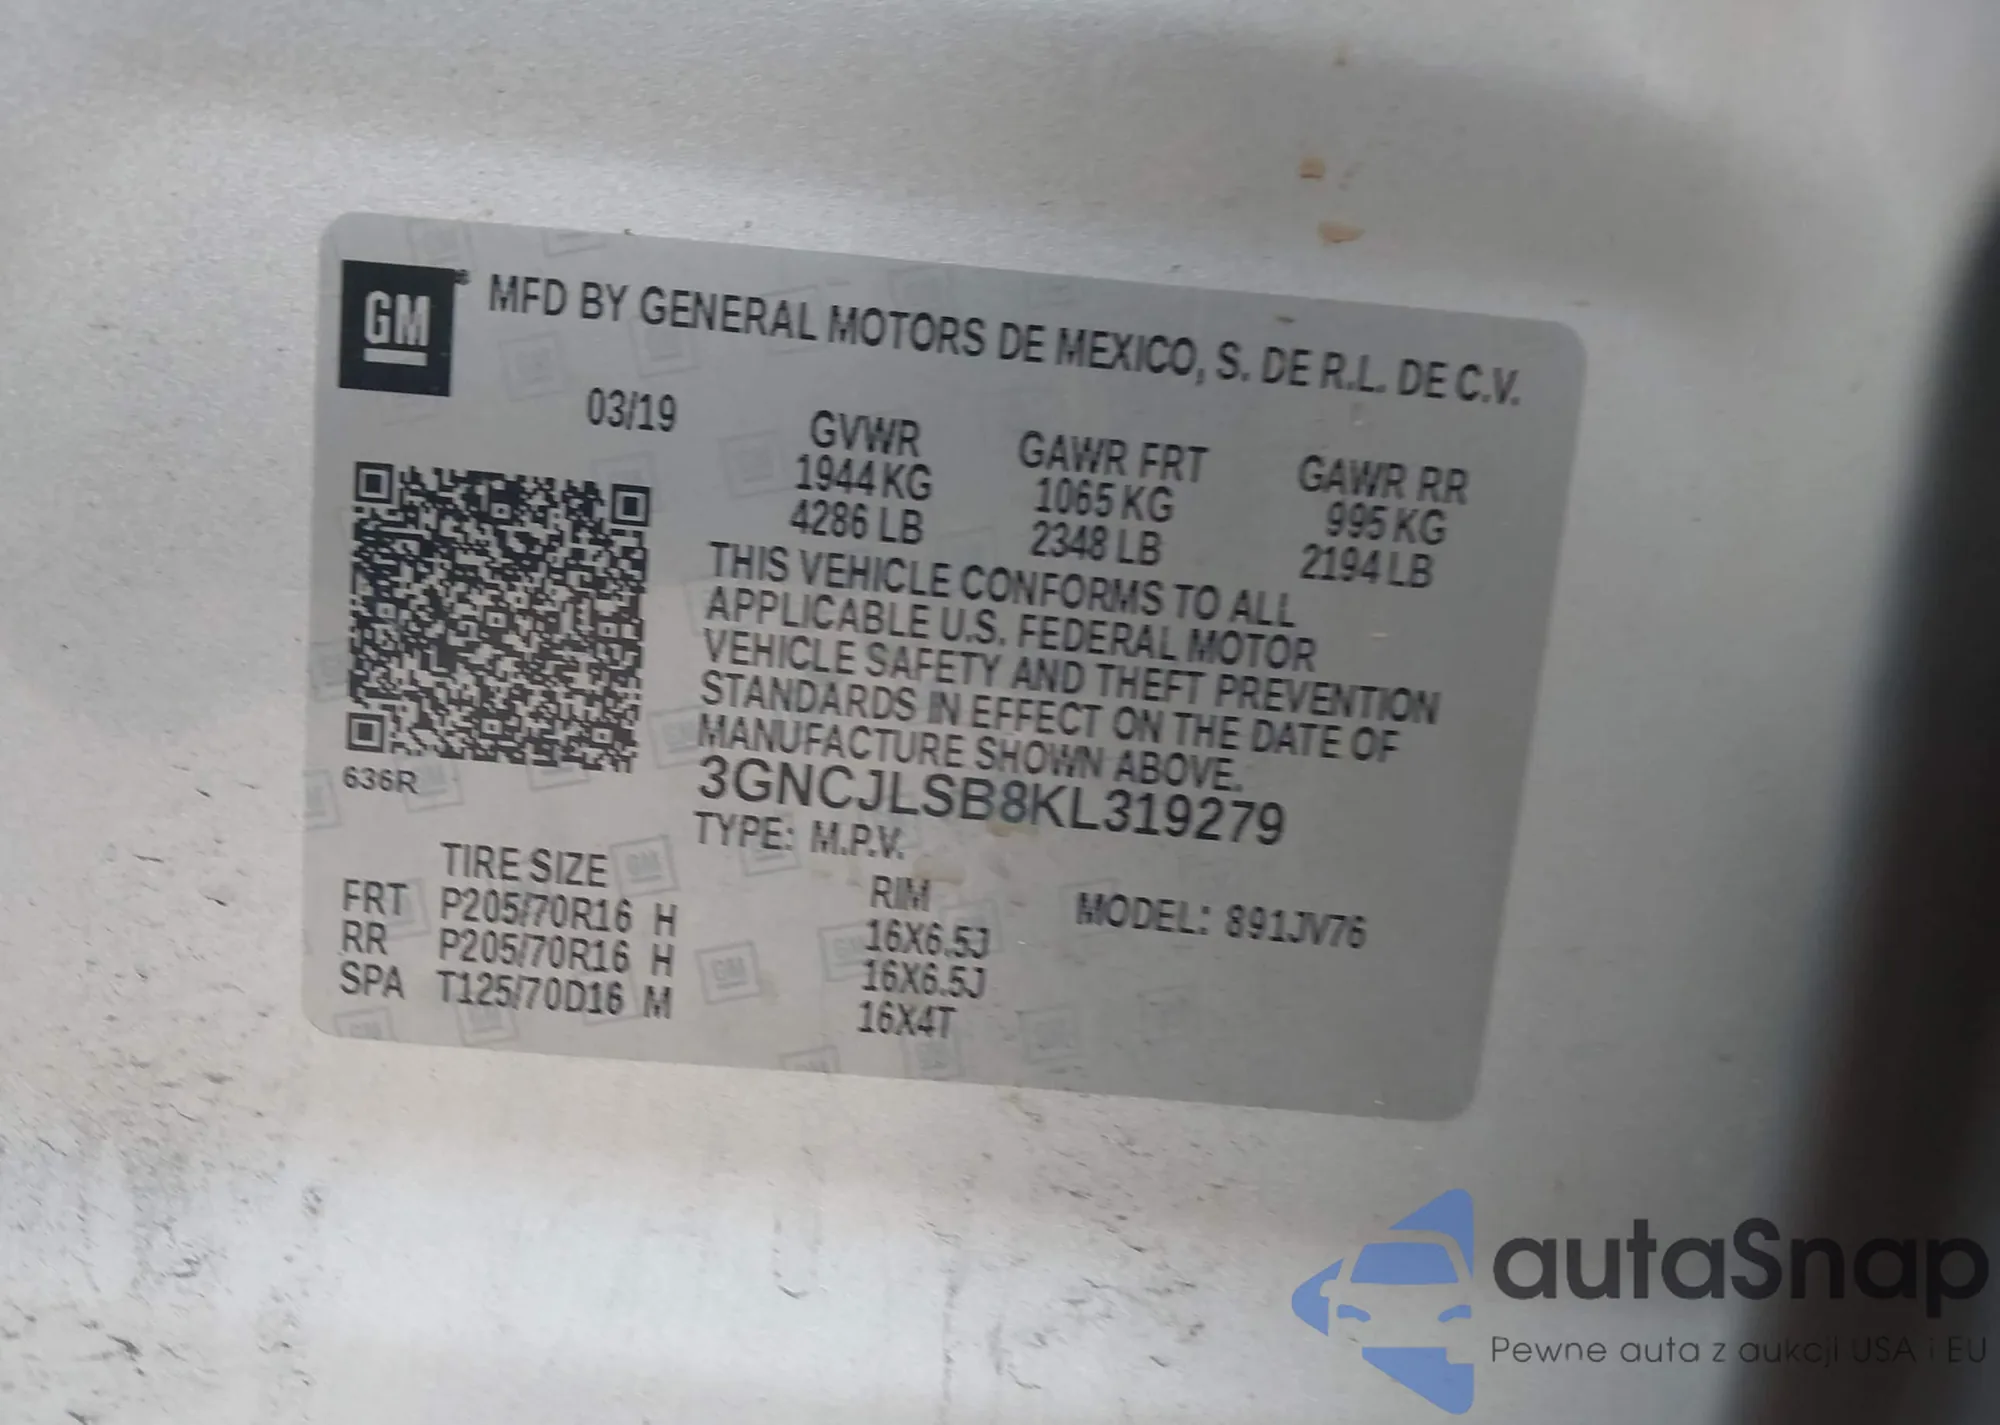 GM
MFD BY GENERAL MOTORS DE MEXICO, S. DE R.L. DE C.V.
03/19
GVWR GAWR FRT GAWR RR
1944 KG 1065 KG 995 KG
4286 LB 2348 LB 2194 LB
THIS VEHICLE CONFORMS TO ALL
APPLICABLE U.S. FEDERAL MOTOR
VEHICLE SAFETY AND THEFT PREVENTION
STANDARDS IN EFFECT ON THE DATE OF
MANUFACTURE SHOWN ABOVE.
636R
3GNCJLSB8KL319279
TYPE: M.P.V.
TIRE SIZE RIM MODEL: 891JV76
FRT P205/70R16 H 16X6.5J
RR P205/70R16 H 16X6.5J
SPA T125/70D16 M 16X4T
autaSnap
Pewne auta z aukcji USA i EU